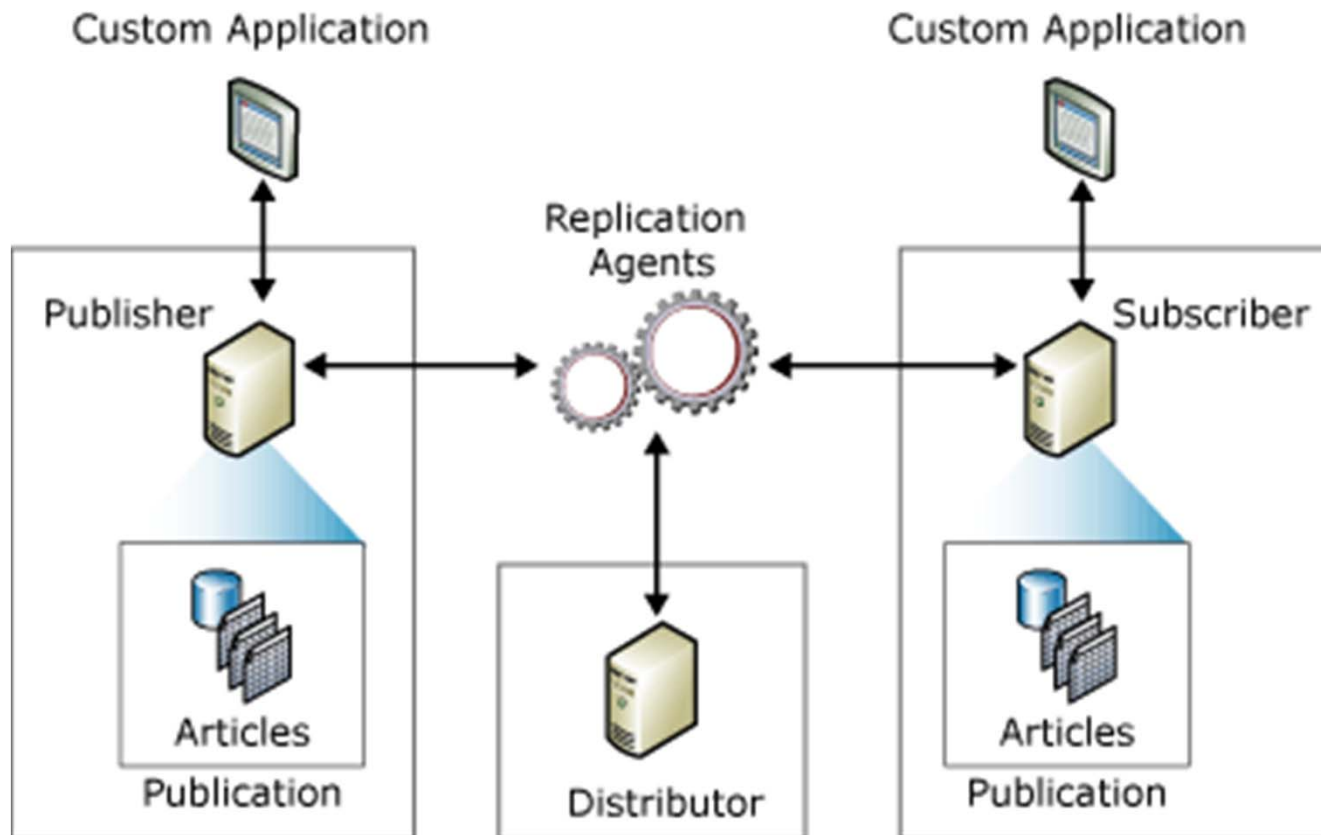 Custom Application
Custom Application
Replication
Agents
Publisher
Subscriber
Articles
Publication
Distributor
Articles
Publication